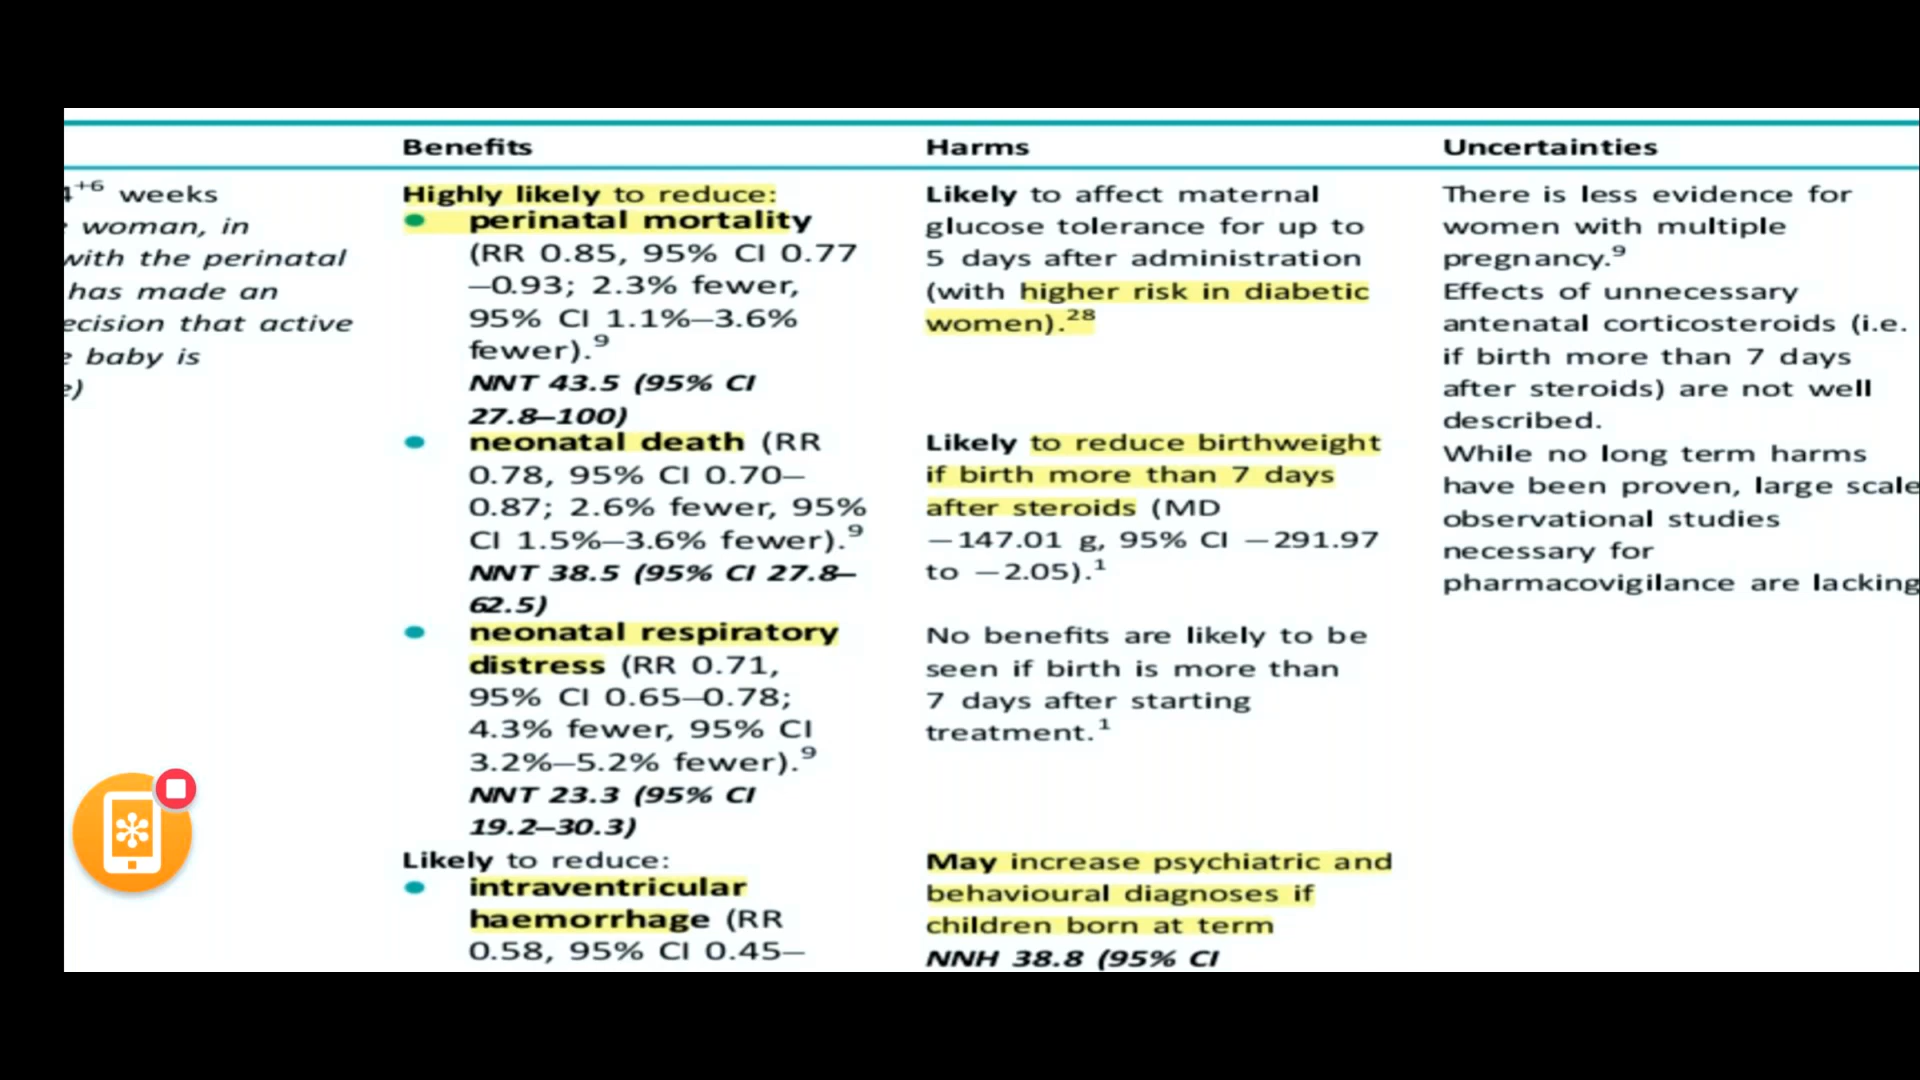 Benefits
Harms
Uncertainties
+6 weeks
woman, in
with the perinatal
has made an
ecision that active
baby is
e)
Highly likely to reduce:
● perinatal mortality
(RR 0.85, 95% CI 0.77
–0.93; 2.3% fewer,
95% CI 1.1%–3.6%
fewer).9
NNT 43.5 (95% CI
27.8–100)
● neonatal death (RR
0.78, 95% CI 0.70–
0.87; 2.6% fewer, 95%
CI 1.5%–3.6% fewer).9
NNT 38.5 (95% CI 27.8–
62.5)
● neonatal respiratory
distress (RR 0.71,
95% CI 0.65–0.78;
4.3% fewer, 95% CI
3.2%–5.2% fewer).9
NNT 23.3 (95% CI
19.2–30.3)
Likely to reduce:
● intraventricular
haemorrhage (RR
0.58, 95% CI 0.45–
Likely to affect maternal
glucose tolerance for up to
5 days after administration
(with higher risk in diabetic
women).28
Likely to reduce birthweight
if birth more than 7 days
after steroids (MD
−147.01 g, 95% CI −291.97
to −2.05).1
No benefits are likely to be
seen if birth is more than
7 days after starting
treatment.1
May increase psychiatric and
behavioural diagnoses if
children born at term
NNH 38.8 (95% CI
There is less evidence for
women with multiple
pregnancy.9
Effects of unnecessary
antenatal corticosteroids (i.e.
if birth more than 7 days
after steroids) are not well
described.
While no long term harms
have been proven, large scale
observational studies
necessary for
pharmacovigilance are lacking